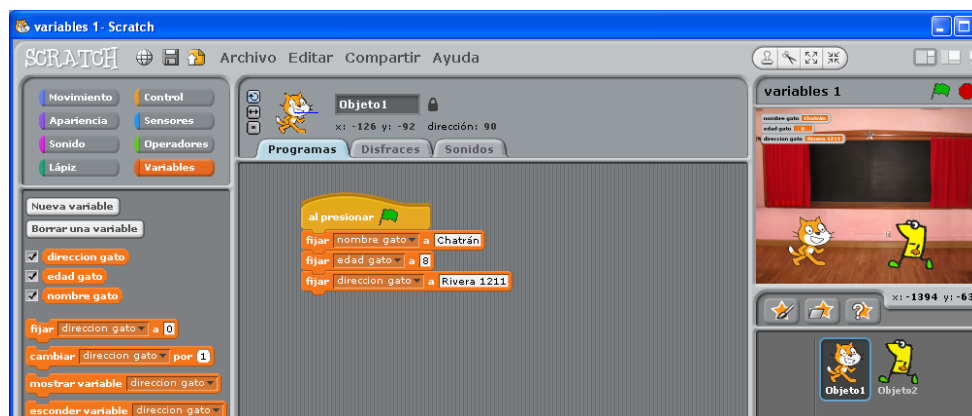 variables 1- Scratch
SCRATCH Archivo Editar Compartir Ayuda
Movimiento Control
Apariencia Sensores
Sonido Operadores
Lápiz Variables
Nueva variable
Borrar una variable
direccion gato
edad gato
nombre gato
fijar direccion gato a 0
cambiar direccion gato por 1
mostrar variable direccion gato
esconder variable direccion gato
Objeto1
x: -126 y: -92 dirección: 90
Programas Disfraces Sonidos
al presionar
fijar nombre gato a Chatrán
fijar edad gato a 8
fijar direccion gato a Rivera 1211
variables 1
nombre gato Chatrán
edad gato 8
direccion gato Rivera 1211
x: -1394 y: -63
Objeto1 Objeto2